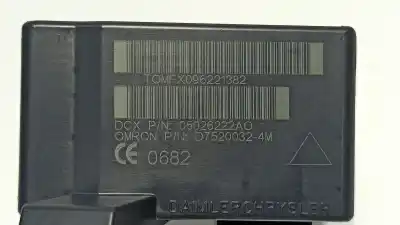 TQMFX096221382
DCX P/N: 05026222AO
OMRON P/N: D7520032-4M
CE 0682
DAIMLERCHRYSLER